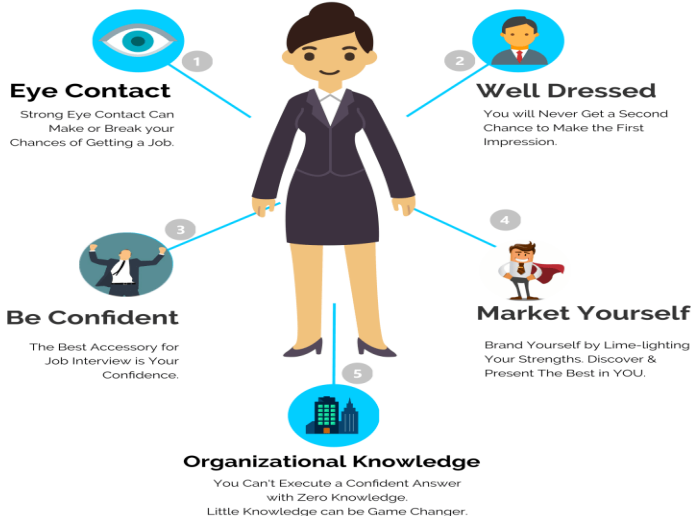 1
Eye Contact
Strong Eye Contact Can
Make or Break your
Chances of Getting a Job.
2
Well Dressed
You will Never Get a Second
Chance to Make the First
Impression.
3
Be Confident
The Best Accessory for
Job Interview is Your
Confidence.
4
Market Yourself
Brand Yourself by Lime-lighting
Your Strengths. Discover &
Present The Best in YOU.
5
Organizational Knowledge
You Can't Execute a Confident Answer
with Zero Knowledge.
Little Knowledge can be Game Changer.